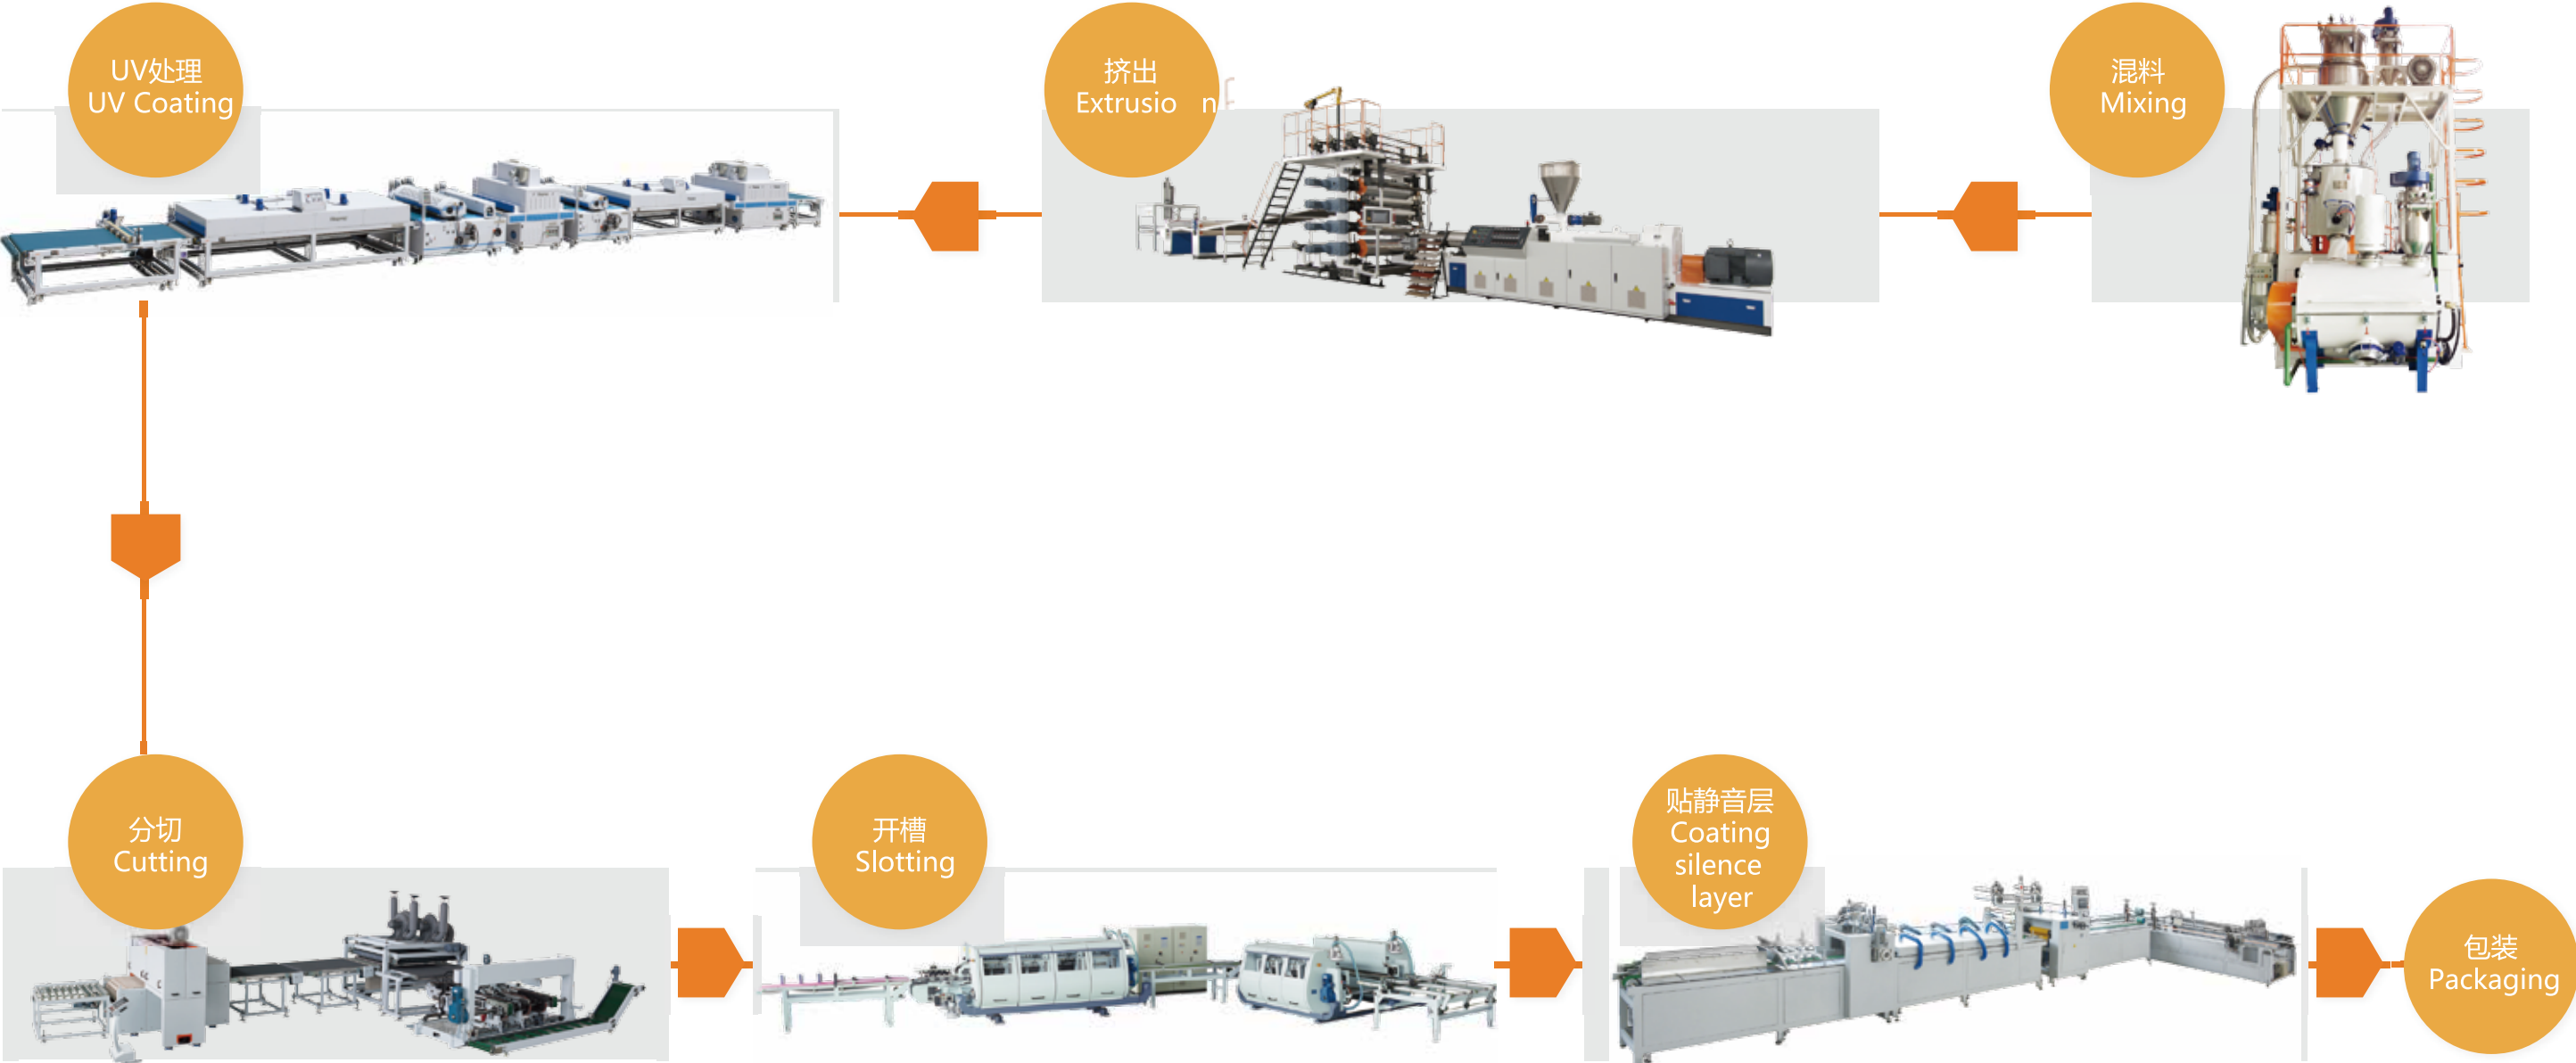 UV处理
UV Coating
挤出
Extrusio n
混料
Mixing
分切
Cutting
开槽
Slotting
贴静音层
Coating
silence
layer
包装
Packaging